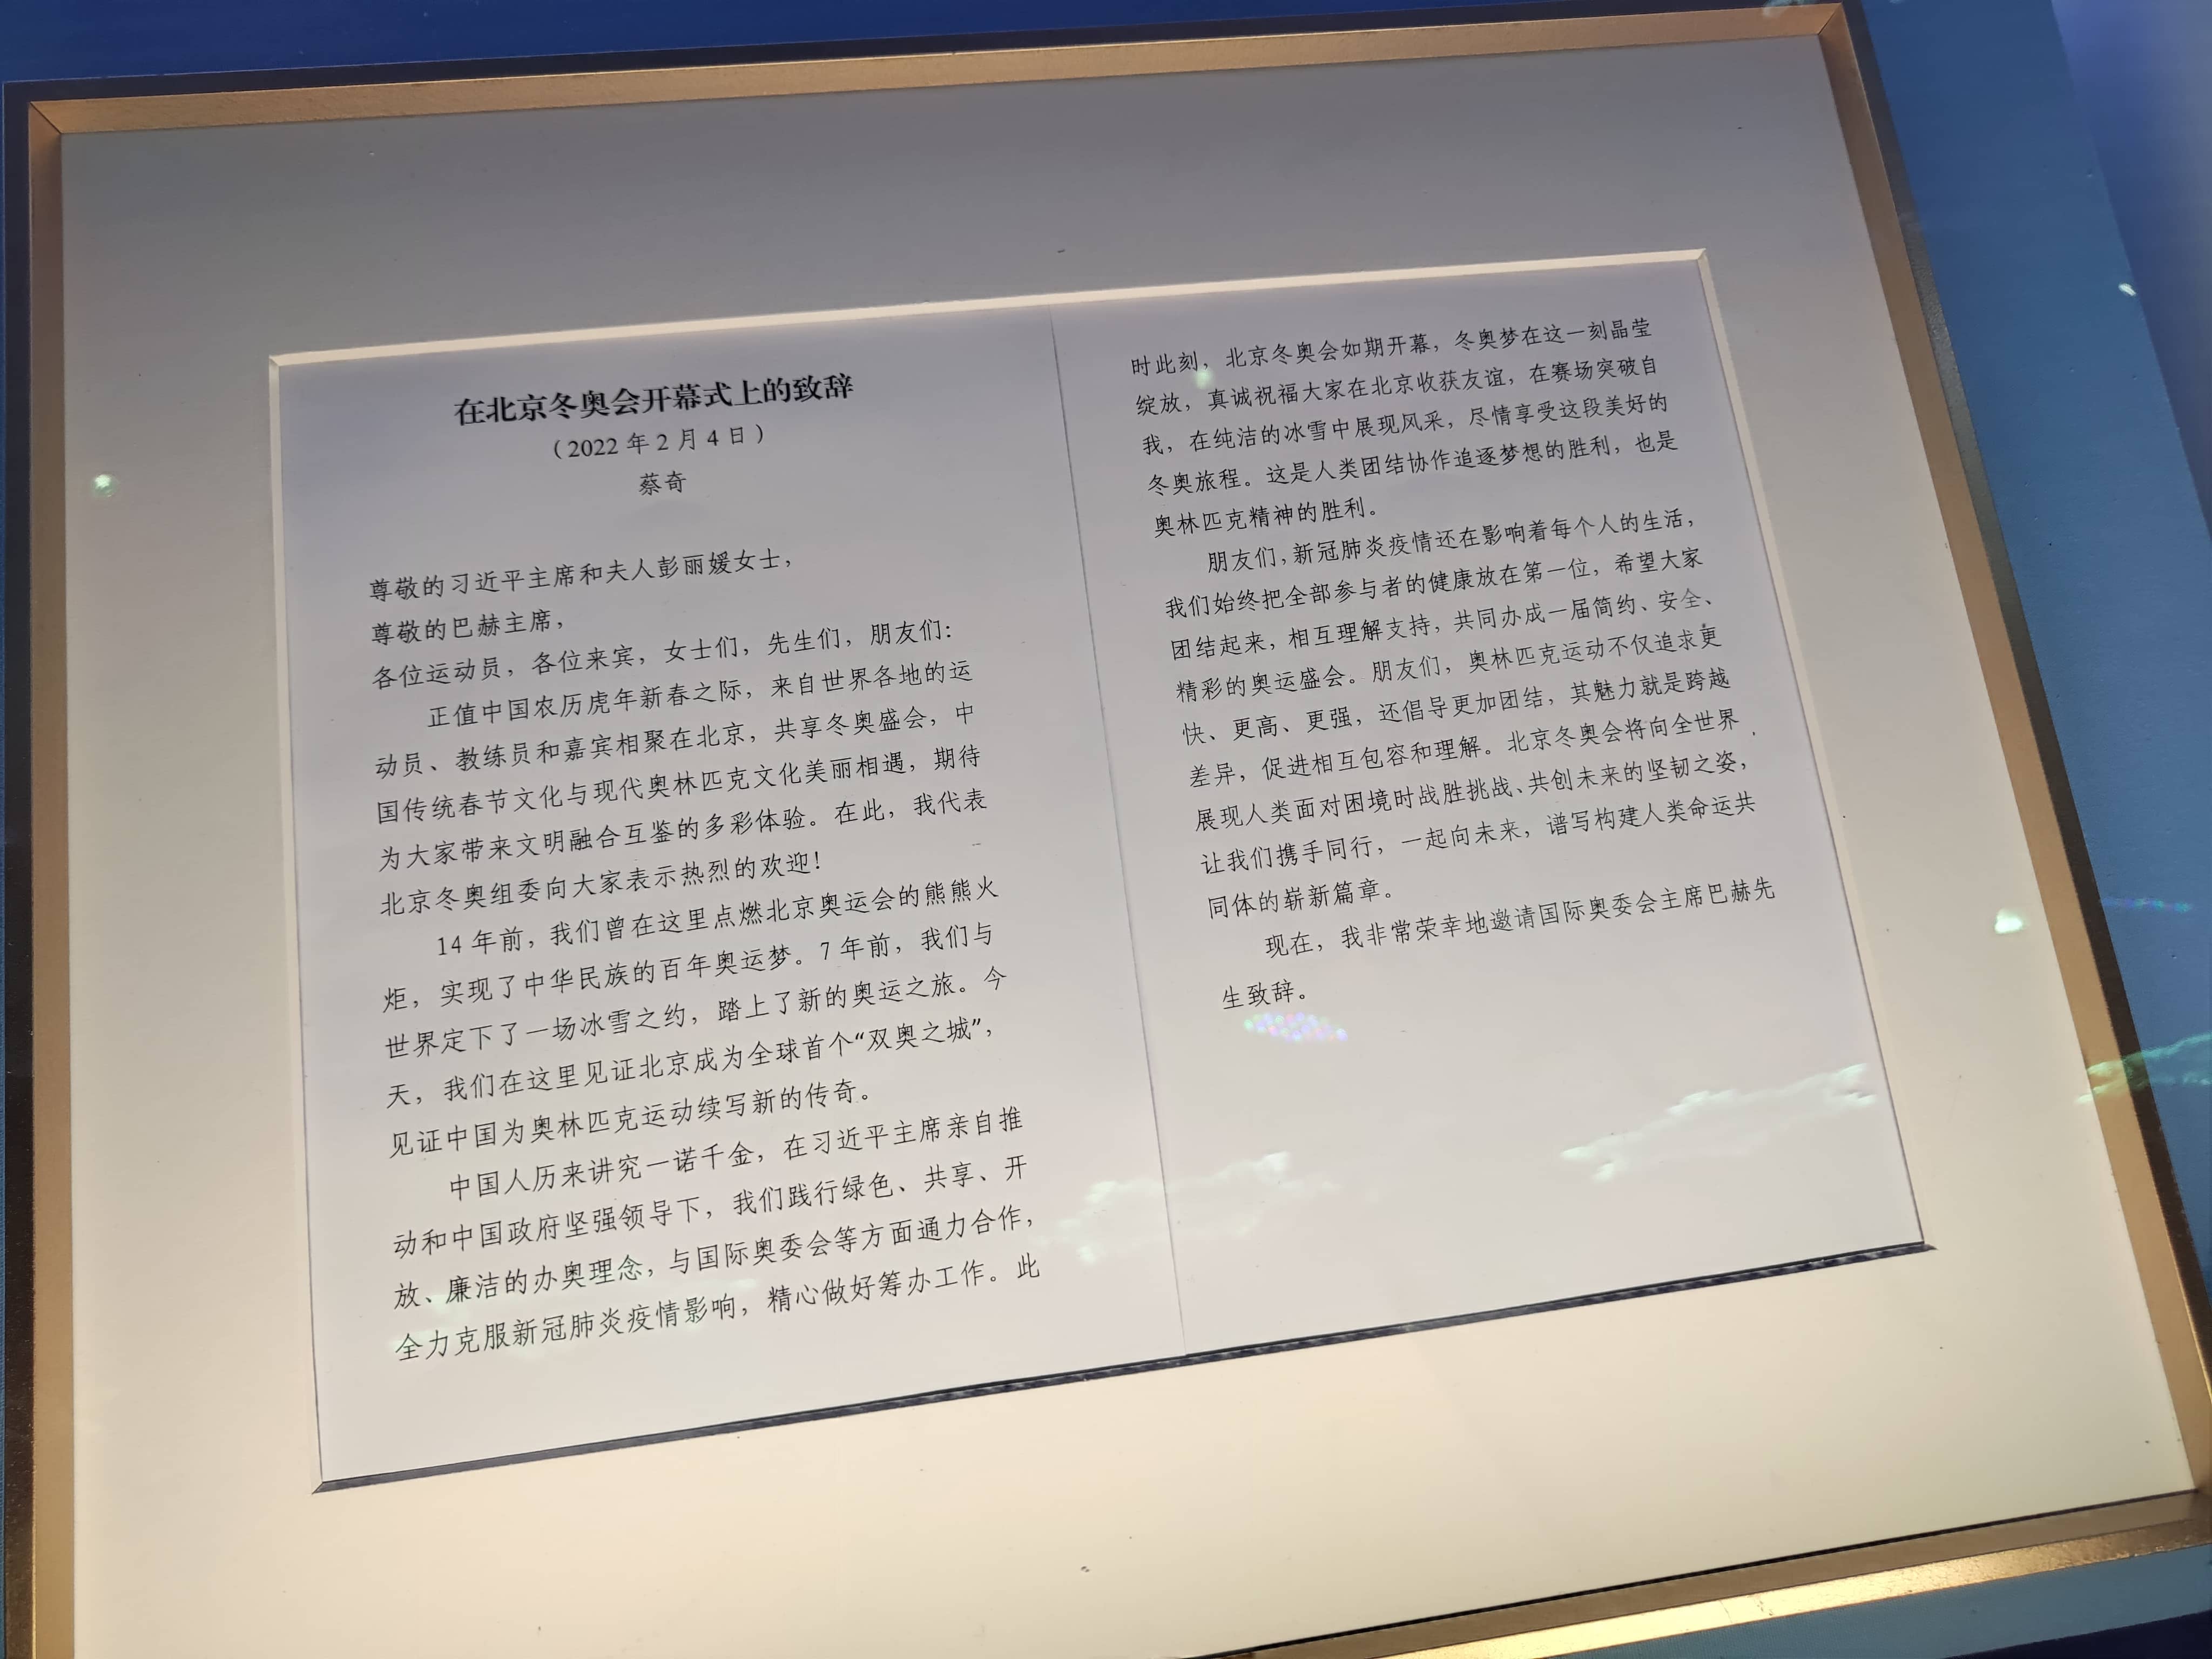 在北京冬奥会开幕式上的致辞
（2022 年 2 月 4 日）
蔡奇
尊敬的习近平主席和夫人彭丽媛女士，
尊敬的巴赫主席，
各位运动员，各位来宾，女士们，先生们，朋友们：
正值中国农历虎年新春之际，来自世界各地的运
动员、教练员和嘉宾相聚在北京，共享冬奥盛会，中
国传统春节文化与现代奥林匹克文化美丽相遇，期待
为大家带来文明融合互鉴的多彩体验。在此，我代表
北京冬奥组委向大家表示热烈的欢迎！
14 年前，我们曾在这里点燃北京奥运会的熊熊火
炬，实现了中华民族的百年奥运梦。7 年前，我们与
世界定下了一场冰雪之约，踏上了新的奥运之旅。今
天，我们在这里见证北京成为全球首个“双奥之城”，
见证中国为奥林匹克运动续写新的传奇。
中国人历来讲究一诺千金，在习近平主席亲自推
动和中国政府坚强领导下，我们践行绿色、共享、开
放、廉洁的办奥理念，与国际奥委会等方面通力合作，
全力克服新冠肺炎疫情影响，精心做好筹办工作。此
时此刻，北京冬奥会如期开幕，冬奥梦在这一刻晶莹
绽放，真诚祝福大家在北京收获友谊，在赛场突破自
我，在纯洁的冰雪中展现风采，尽情享受这段美好的
冬奥旅程。这是人类团结协作追逐梦想的胜利，也是
奥林匹克精神的胜利。
朋友们，新冠肺炎疫情还在影响着每个人的生活，
我们始终把全部参与者的健康放在第一位，希望大家
团结起来，相互理解支持，共同办成一届简约、安全、
精彩的奥运盛会。朋友们，奥林匹克运动不仅追求更
快、更高、更强，还倡导更加团结，其魅力就是跨越
差异，促进相互包容和理解。北京冬奥会将向全世界
展现人类面对困境时战胜挑战、共创未来的坚韧之姿，
让我们携手同行，一起向未来，谱写构建人类命运共
同体的崭新篇章。
现在，我非常荣幸地邀请国际奥委会主席巴赫先
生致辞。